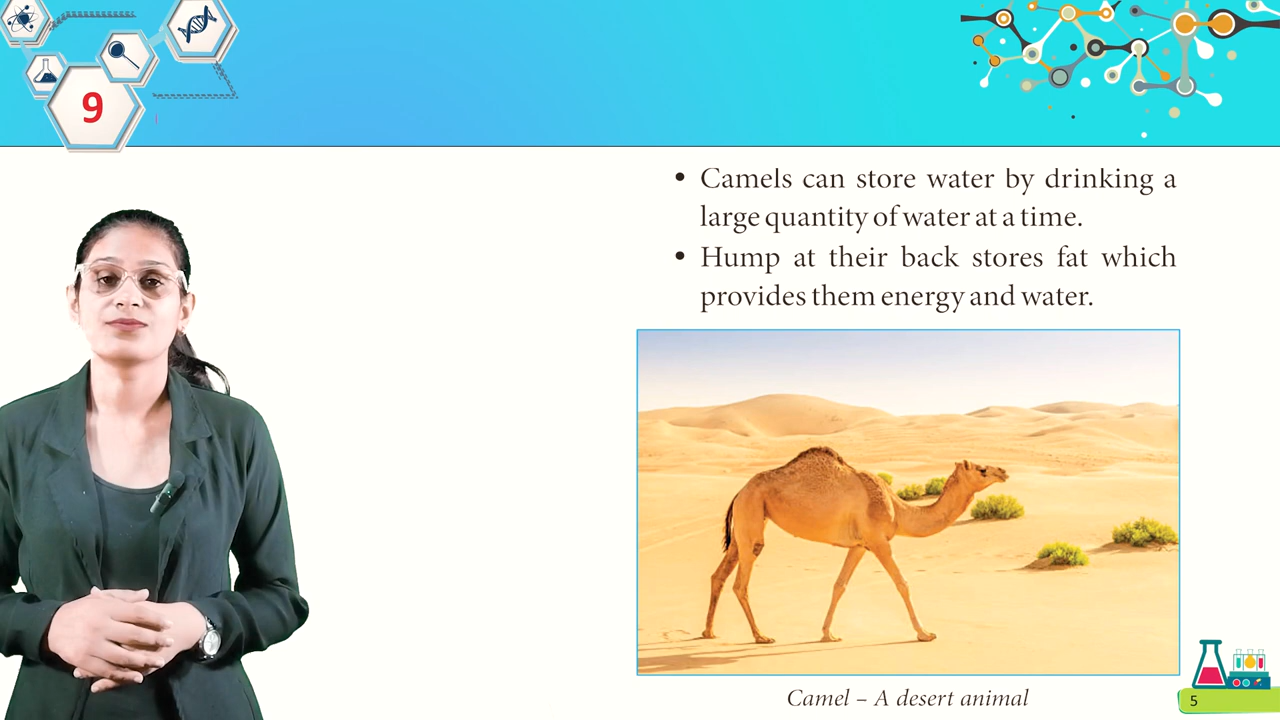 9
• Camels can store water by drinking a
large quantity of water at a time.
• Hump at their back stores fat which
provides them energy and water.
Camel – A desert animal
5